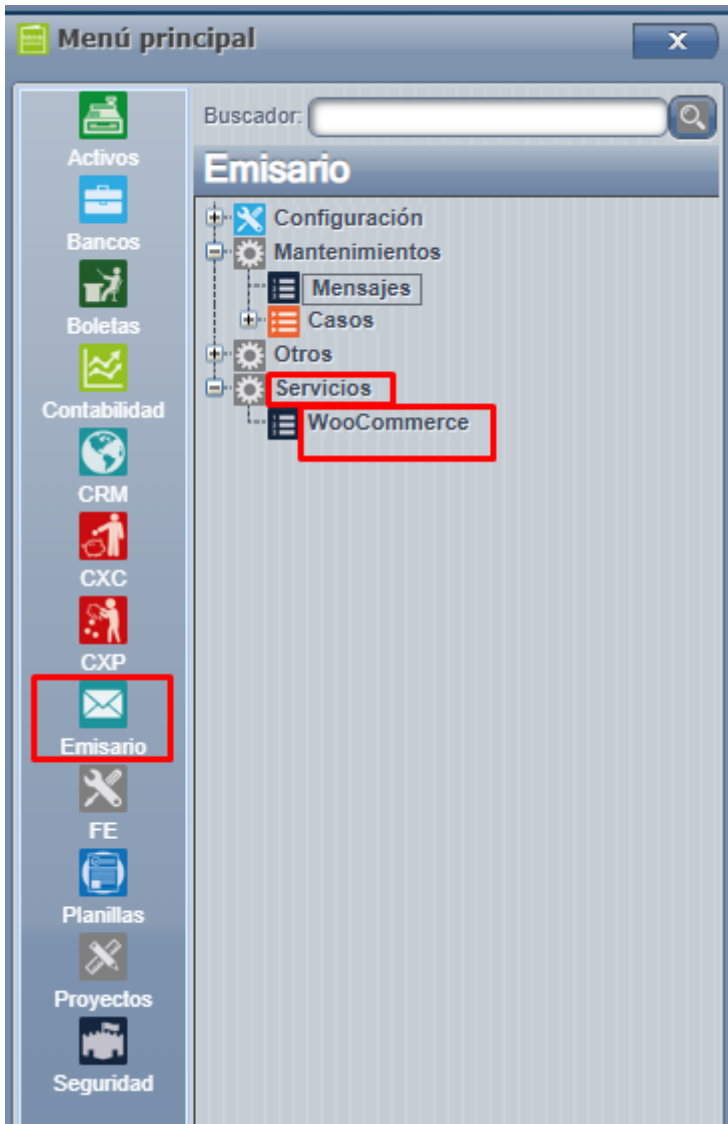 Menú principal
x
Buscador:
Emisario
Configuración
Mantenimientos
Mensajes
Casos
Otros
Servicios
WooCommerce
Activos
Bancos
Boletas
Contabilidad
CRM
CXC
CXP
Emisario
FE
Planillas
Proyectos
Seguridad